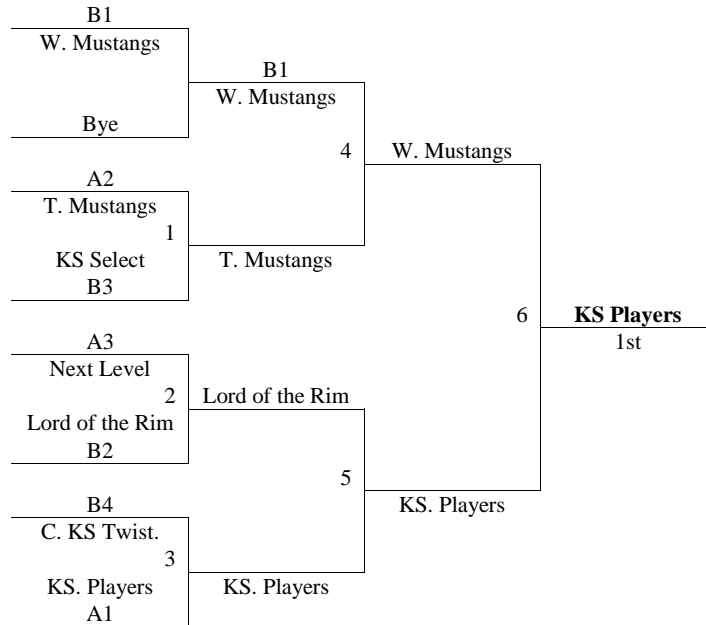 B1
W. Mustangs
B1
W. Mustangs
Bye
4
W. Mustangs
A2
T. Mustangs
1
T. Mustangs
KS Select
B3
6
KS Players
1st
A3
Next Level
2
Lord of the Rim
Lord of the Rim
B2
5
KS. Players
B4
C. KS Twist.
3
KS. Players
KS. Players
A1